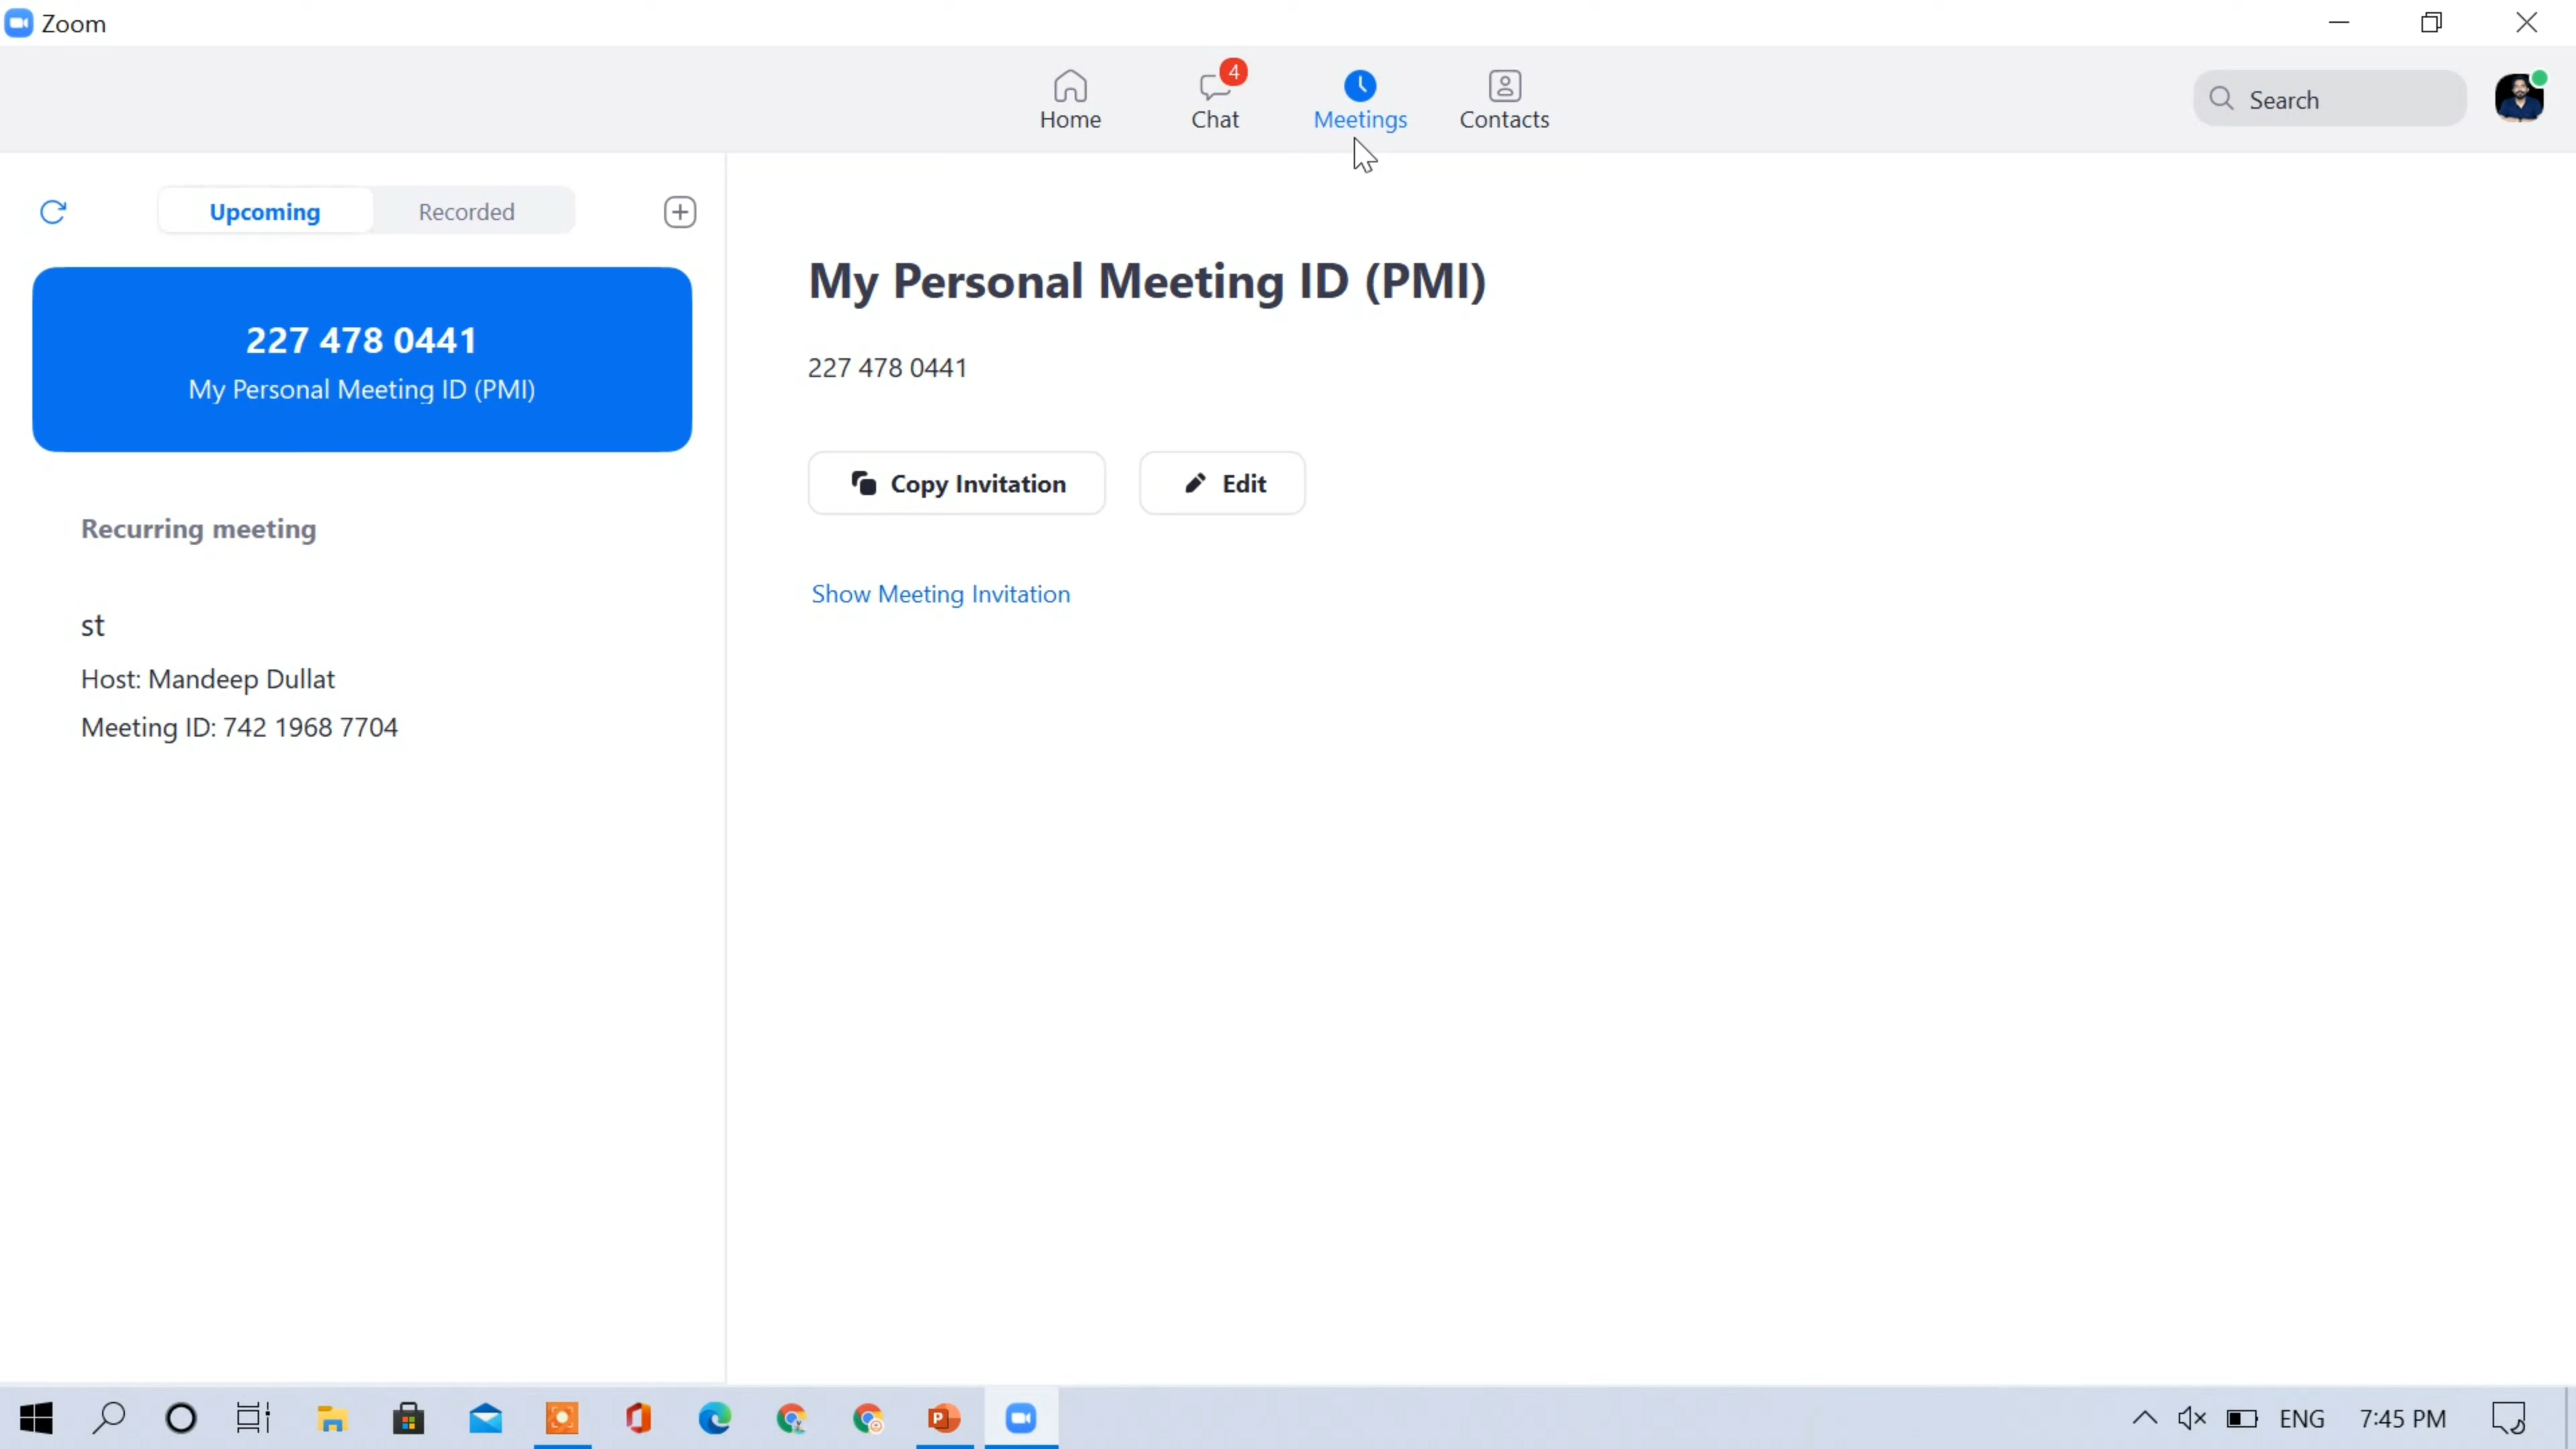 Zoom
Home
Chat
4
Meetings
Contacts
Search
Upcoming
Recorded
227 478 0441
My Personal Meeting ID (PMI)
Recurring meeting
st
Host: Mandeep Dullat
Meeting ID: 742 1968 7704
My Personal Meeting ID (PMI)
227 478 0441
Copy Invitation
Edit
Show Meeting Invitation
P
ENG
7:45 PM